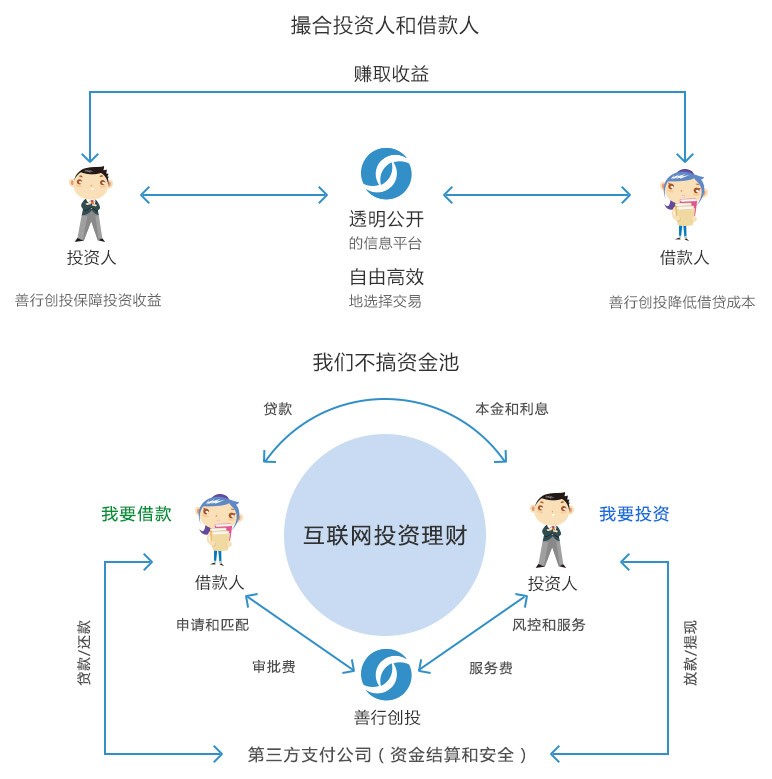 撮合投资人和借款人
赚取收益
透明公开
的信息平台
投资人
借款人
自由高效
地选择交易
善行创投保障投资收益
善行创投降低借贷成本
我们不搞资金池
贷款
本金和利息
我要借款
我要投资
互联网投资理财
借款人
投资人
申请和匹配
风控和服务
贷款/还款
放款/提现
审批费
服务费
善行创投
第三方支付公司（资金结算和安全）